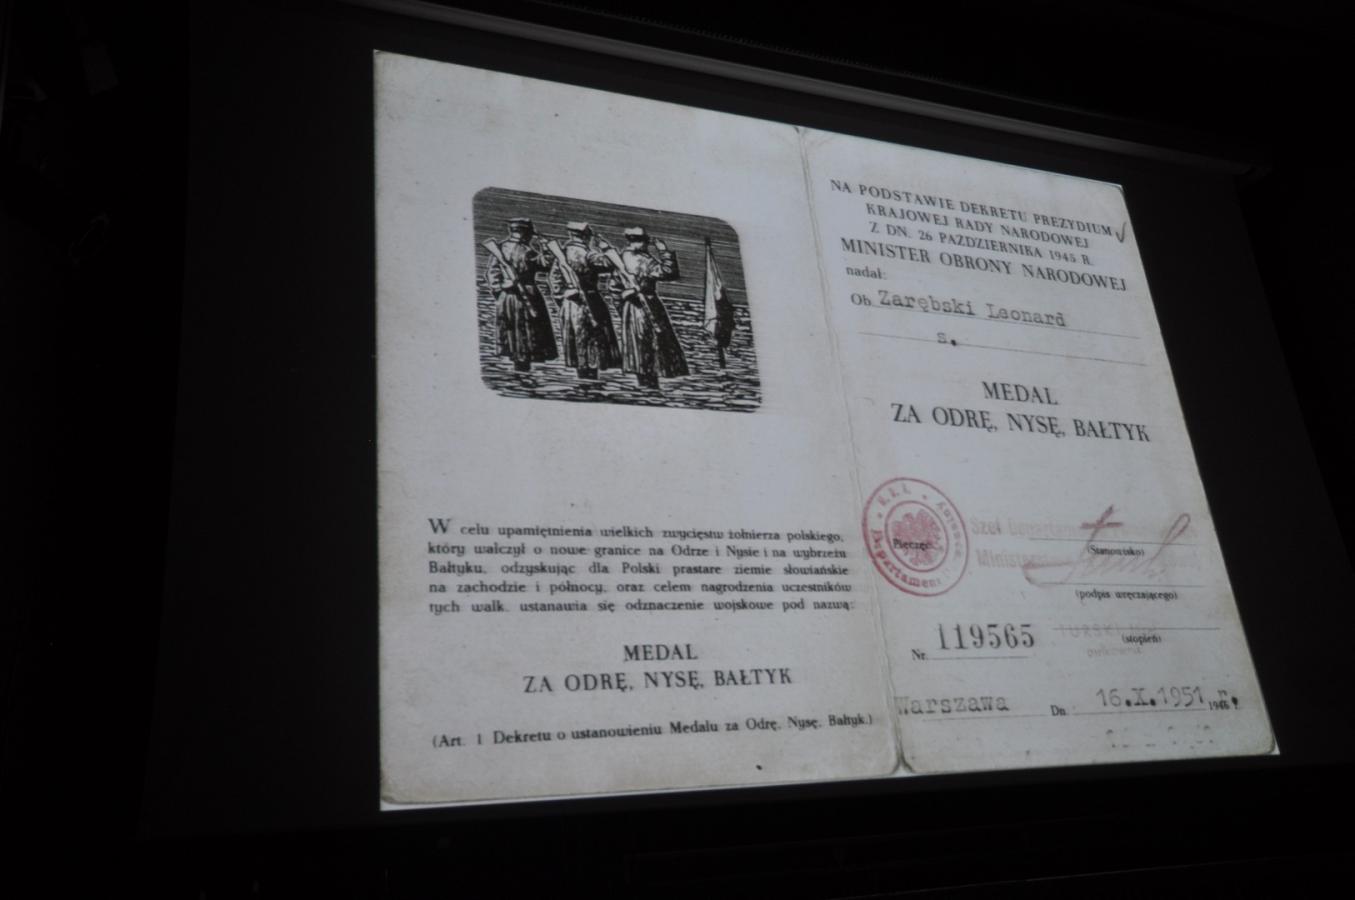 W celu upamiętnienia wielkich zwycięstw żołnierza polskiego,
który walczył o nowe granice na Odrze i Nysie i na wybrzeżu
Bałtyku, odzyskując dla Polski prastare ziemie słowiańskie
na zachodzie i północy, oraz celem nagrodzenia uczestników
tych walk, ustanawia się odznaczenie wojskowe pod nazwą:
MEDAL
ZA ODRĘ, NYSĘ, BAŁTYK
(Art. 1 Dekretu o ustanowieniu Medalu za Odrę, Nysę, Bałtyk.)
NA PODSTAWIE DEKRETU PREZYDIUM
KRAJOWEJ RADY NARODOWEJ
Z DN. 26 PAZDZIERNIKA 1945 R.
MINISTER OBRONY NARODOWEJ
nadał:
Ob. Zarębski Leonard
s.
MEDAL
ZA ODRĘ, NYSĘ, BAŁTYK
Departament
Pieczęć
Szef Departamentu
(Stanowisko)
(podpis wręczającego)
Nr. 119565
(stopień)
Warszawa Dn. 16.X.1951 r.